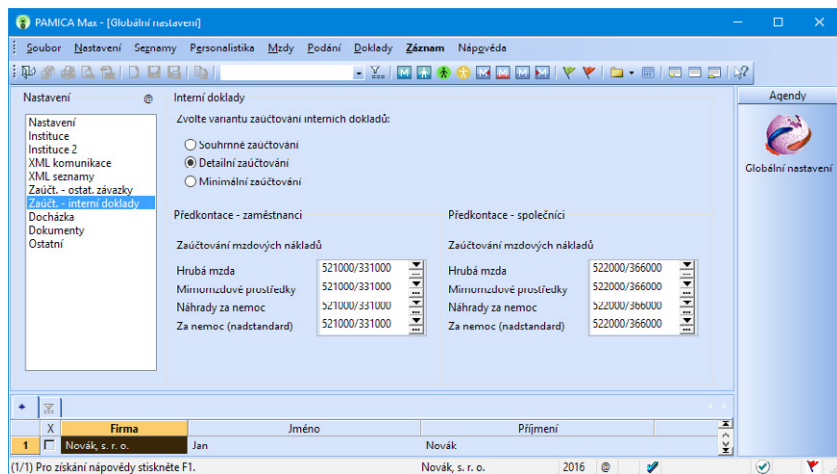 PAMICA Max - [Globální nastavení]
Soubor Nastavení Seznamy Personalistika Mzdy Podání Doklady Záznam Nápověda
Nastavení @
Nastavení
Instituce
Instituce 2
XML komunikace
XML seznamy
Zaúčt. - ostat. závazky
Zaúčt. - interní doklady
Docházka
Dokumenty
Ostatní
Interní doklady
Zvolte variantu zaúčtování interních dokladů:
Souhrnné zaúčtování
Detailní zaúčtování
Minimální zaúčtování
Předkontace - zaměstnanci
Zaúčtování mzdových nákladů
Hrubá mzda 521000/331000
Mimomzdové prostředky 521000/331000
Náhrady za nemoc 521000/331000
Za nemoc (nadstandard) 521000/331000
Předkontace - společníci
Zaúčtování mzdových nákladů
Hrubá mzda 522000/366000
Mimomzdové prostředky 522000/366000
Náhrady za nemoc 522000/366000
Za nemoc (nadstandard) 522000/366000
Agendy
Globální nastavení
X Firma Jméno Příjmení
1 Novák, s. r. o. Jan Novák
(1/1) Pro získání nápovědy stiskněte F1. Novák, s. r. o. 2016 @